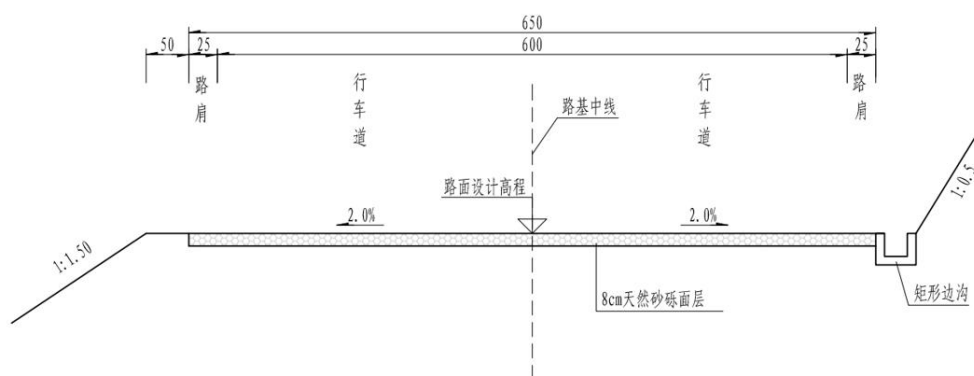 650
50
25
600
25
路肩
行车道
行车道
路肩
路基中线
路面设计高程
2.0%
2.0%
1:0.5
1:1.50
8cm天然砂砾面层
矩形边沟